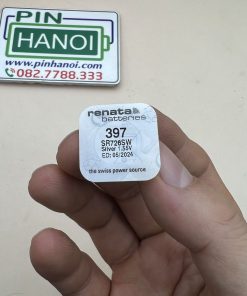 PIN
HANOI
082.7788.333
www.pinhanoi.com
renata
batteries
397
SR726SW
Silver 1.55V
ED: 05/2024
the swiss power source